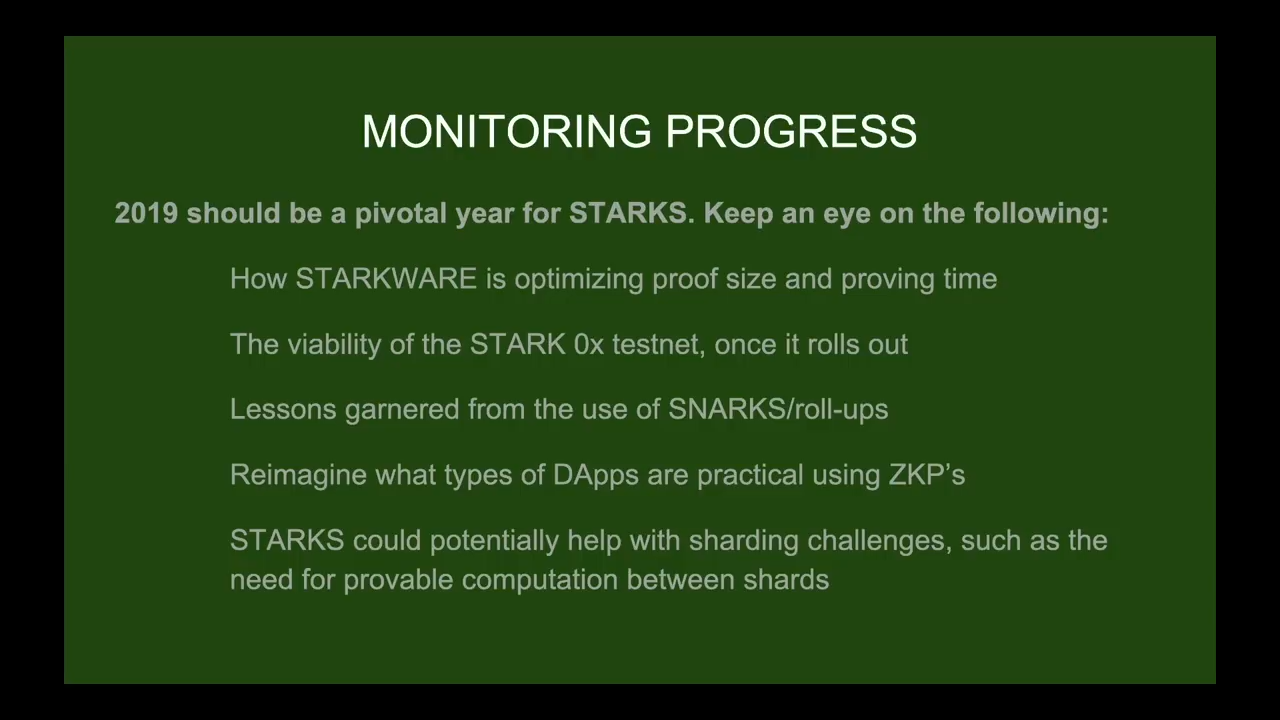 MONITORING PROGRESS
2019 should be a pivotal year for STARKS. Keep an eye on the following:
How STARKWARE is optimizing proof size and proving time
The viability of the STARK 0x testnet, once it rolls out
Lessons garnered from the use of SNARKS/roll-ups
Reimagine what types of DApps are practical using ZKP’s
STARKS could potentially help with sharding challenges, such as the
need for provable computation between shards